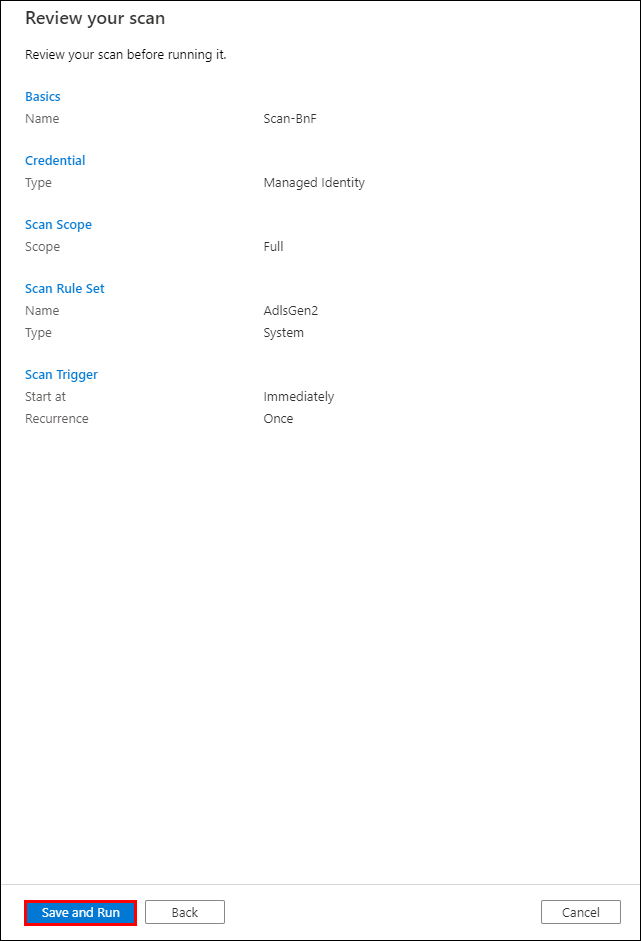 Review your scan
Review your scan before running it.
Basics
Name Scan-BnF
Credential
Type Managed Identity
Scan Scope
Scope Full
Scan Rule Set
Name AdlsGen2
Type System
Scan Trigger
Start at Immediately
Recurrence Once
Save and Run Back Cancel